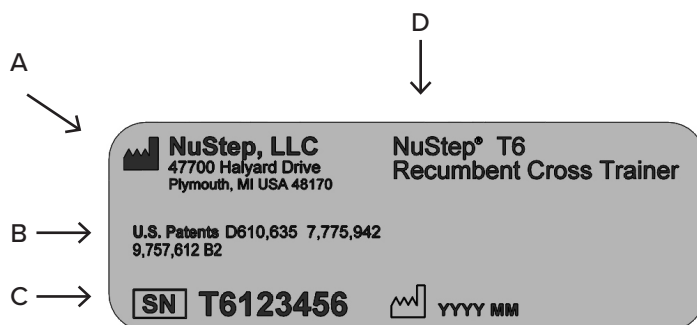 D
A
NuStep, LLC
47700 Halyard Drive
Plymouth, MI USA 48170
NuStep® T6
Recumbent Cross Trainer
B
U.S. Patents D610,635 7,775,942
9,757,612 B2
C
SN T6123456
YYYY MM